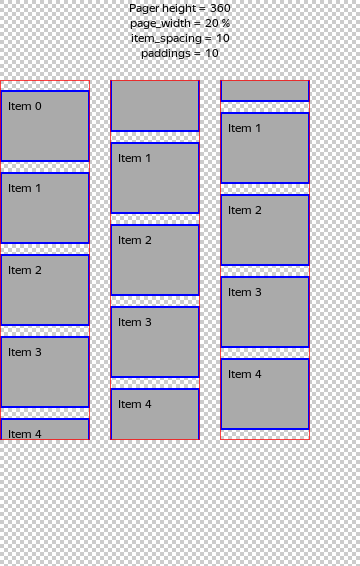 Pager height = 360
page_width = 20 %
item_spacing = 10
paddings = 10
Item 0
Item 1
Item 2
Item 3
Item 4
Item 1
Item 2
Item 3
Item 4
Item 1
Item 2
Item 3
Item 4